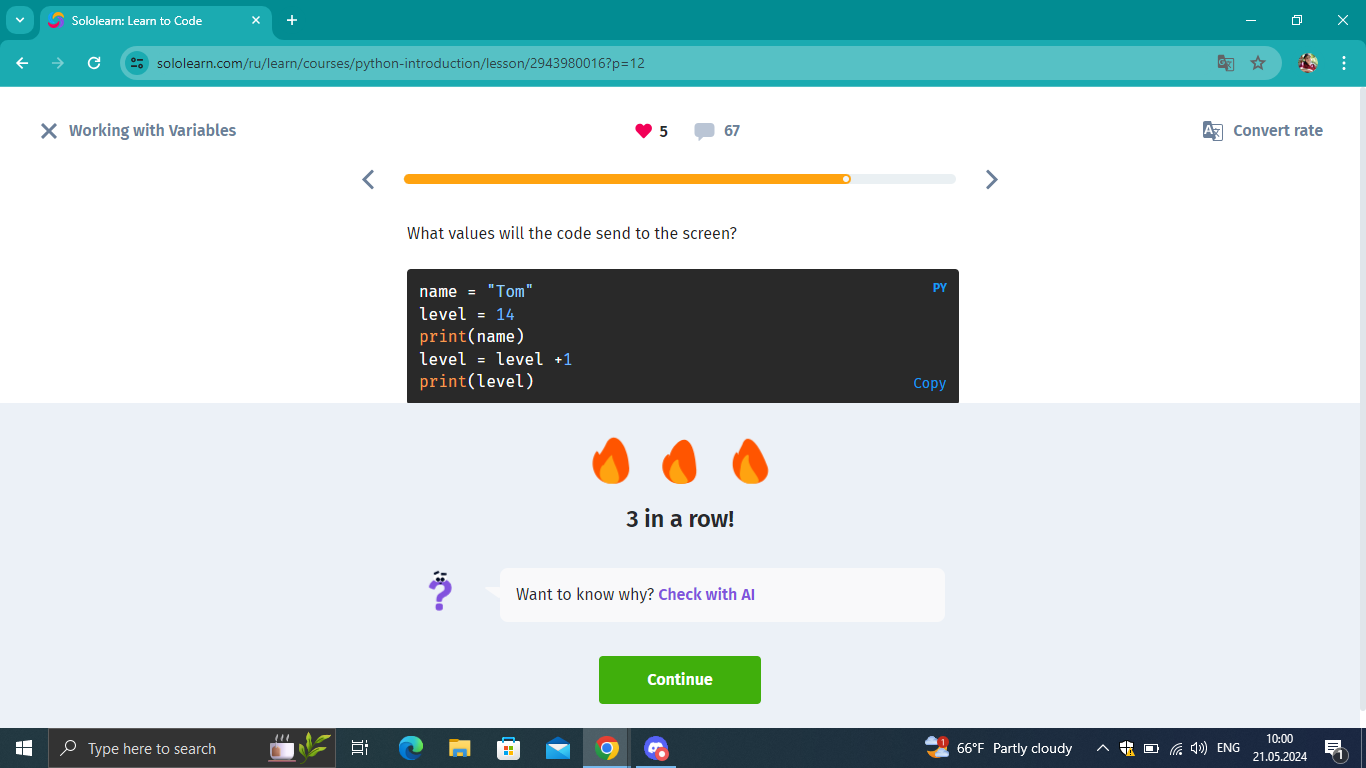 Sololearn: Learn to Code
sololearn.com/ru/learn/courses/python-introduction/lesson/2943980016?p=12
Working with Variables
5
67
Convert rate
What values will the code send to the screen?
PY
name = "Tom"
level = 14
print(name)
level = level +1
print(level)
Copy
3 in a row!
Want to know why? Check with AI
Continue
Type here to search
1
66°F Partly cloudy
ENG
10:00
21.05.2024
1